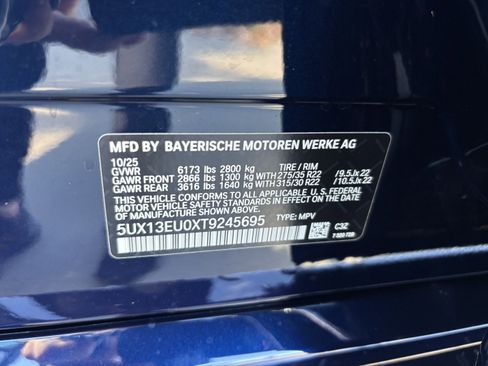 MFD BY BAYERISCHE MOTOREN WERKE AG
10/25
GVWR 6173 lbs 2800 kg TIRE / RIM
GAWR FRONT 2866 lbs 1300 kg WITH 275/35 R22 /9.5Jx22
GAWR REAR 3616 lbs 1640 kg WITH 315/30 R22 /10.5Jx22
THIS VEHICLE CONFORMS TO ALL APPLICABLE U.S. FEDERAL
MOTOR VEHICLE SAFETY STANDARDS IN EFFECT ON THE DATE OF
MANUFACTURE SHOWN ABOVE.
5UX13EU0XT9245695 TYPE: MPV
C3Z